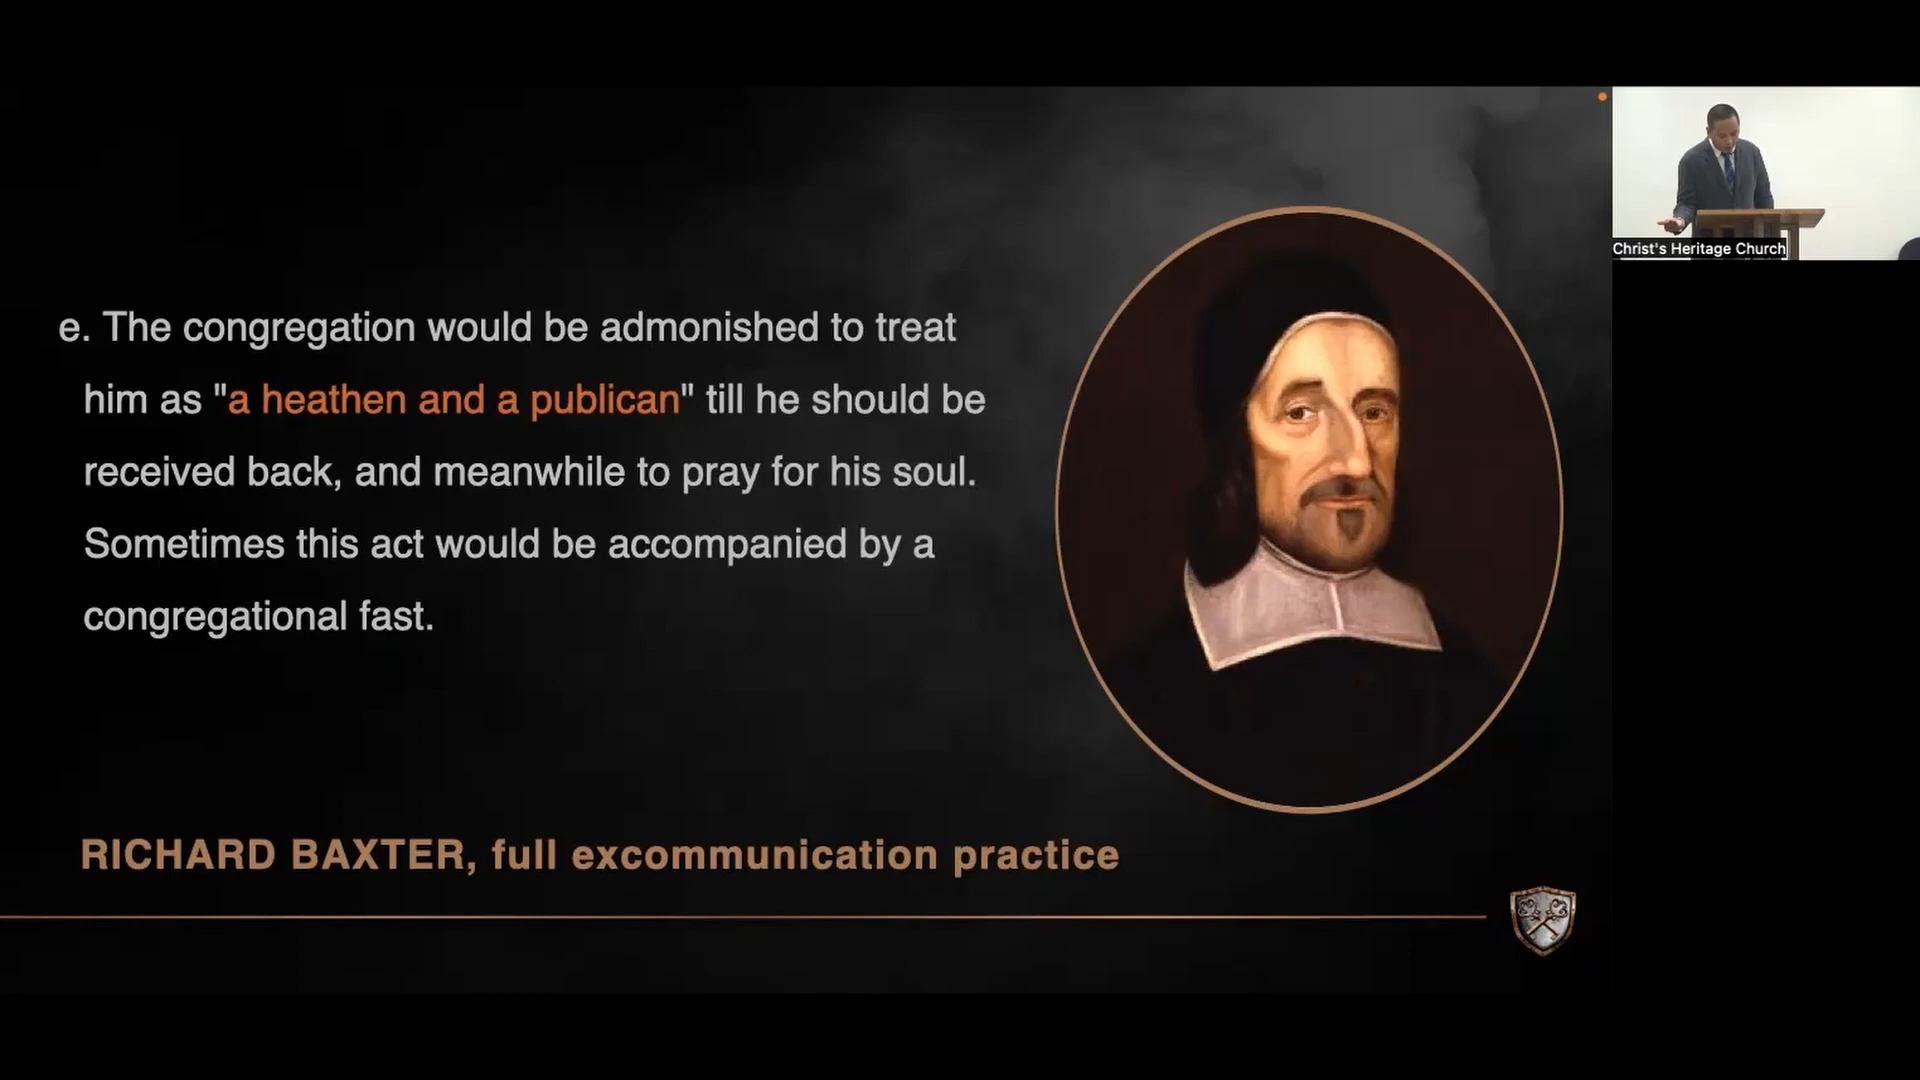 e. The congregation would be admonished to treat
him as "a heathen and a publican" till he should be
received back, and meanwhile to pray for his soul.
Sometimes this act would be accompanied by a
congregational fast.
RICHARD BAXTER, full excommunication practice
Christ's Heritage Church